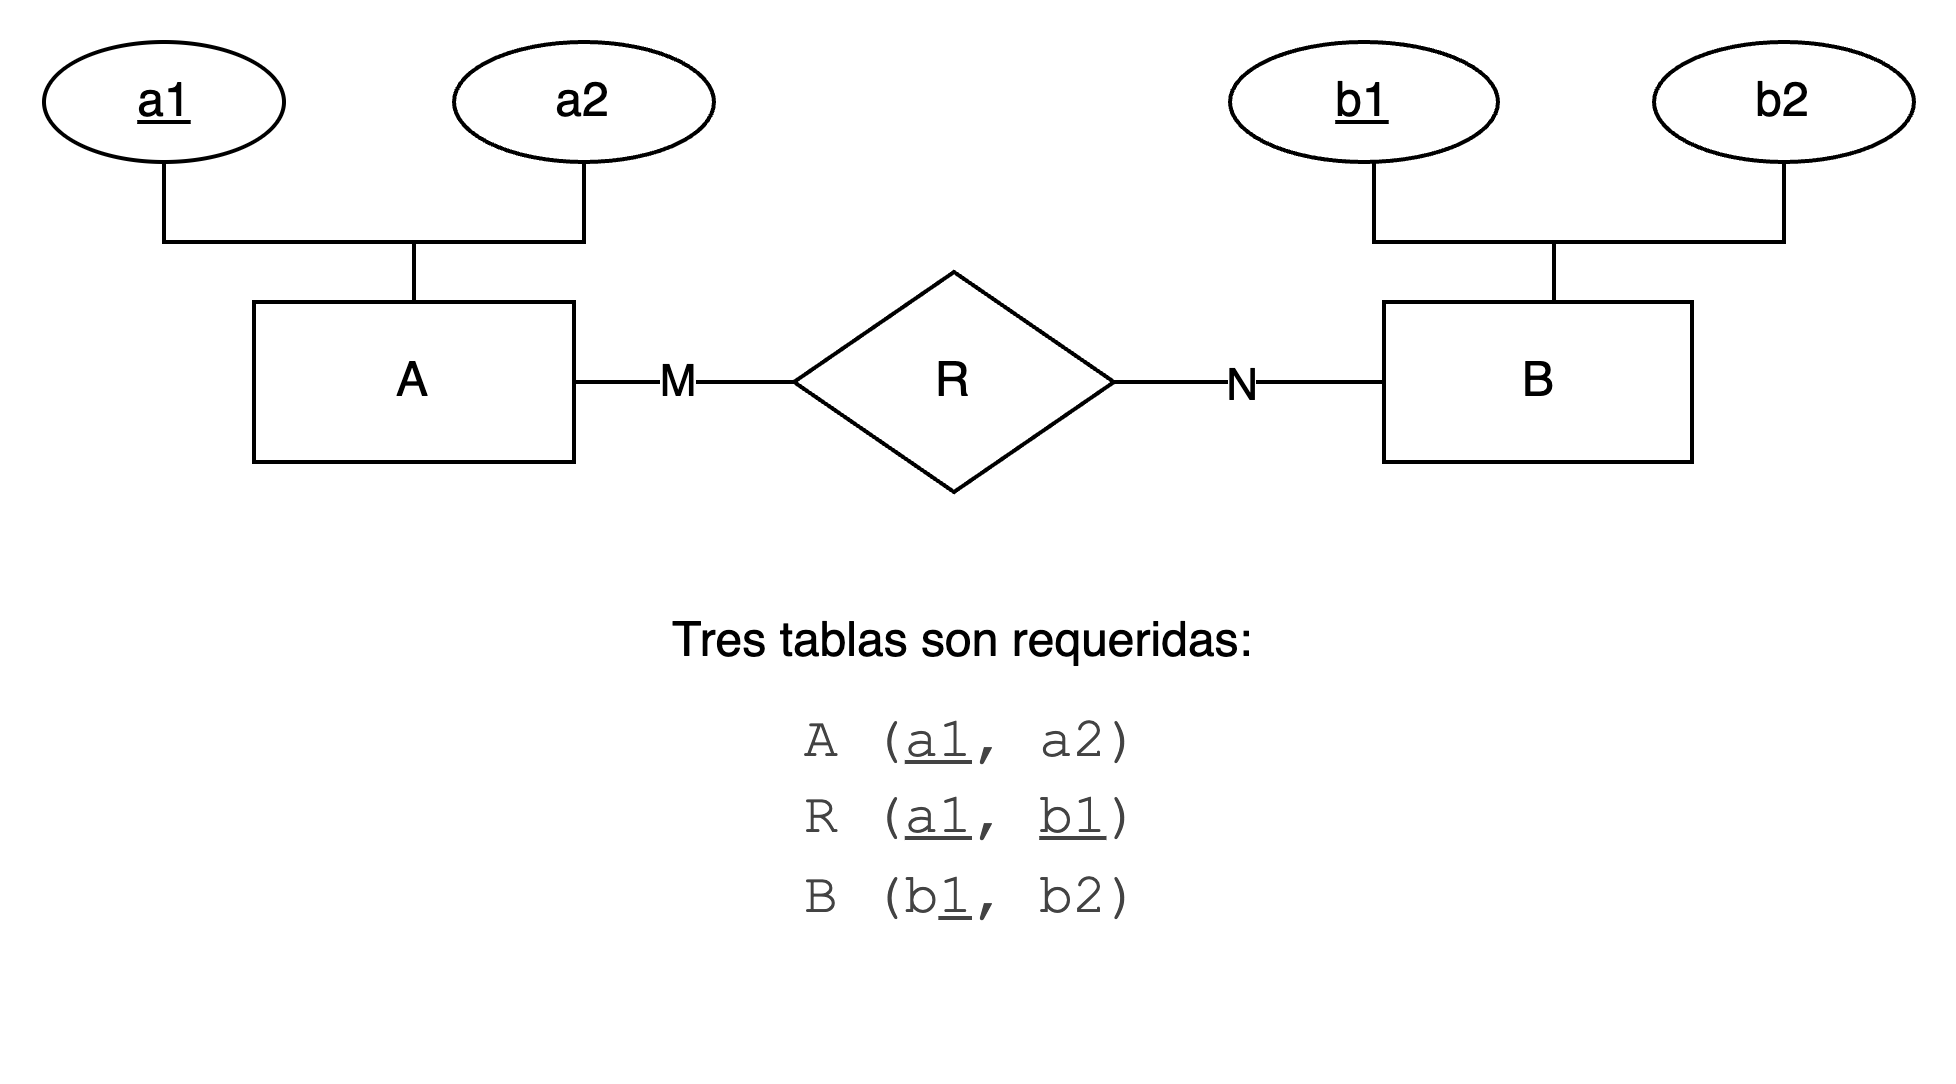 a1 a2 b1 b2
A M R N B
Tres tablas son requeridas:
A (a1, a2)
R (a1, b1)
B (b1, b2)